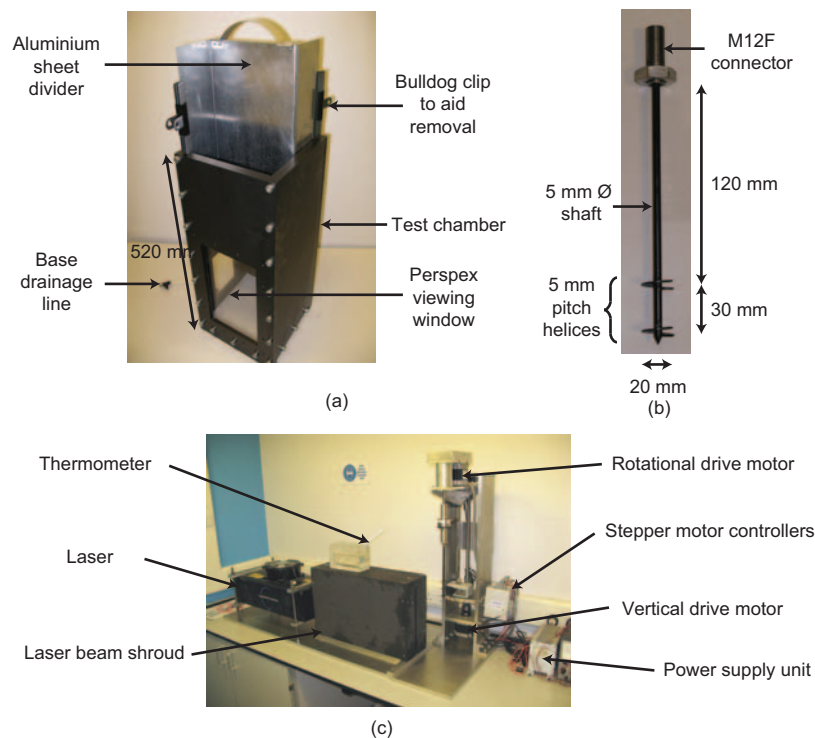 Aluminium
sheet
divider
Bulldog clip
to aid
removal
520 mm
Test chamber
Base
drainage
line
Perspex
viewing
window
(a)
M12F
connector
120 mm
5 mm Ø
shaft
5 mm
pitch
helices
30 mm
20 mm
(b)
Thermometer
Rotational drive motor
Stepper motor controllers
Laser
Vertical drive motor
Laser beam shroud
Power supply unit
(c)